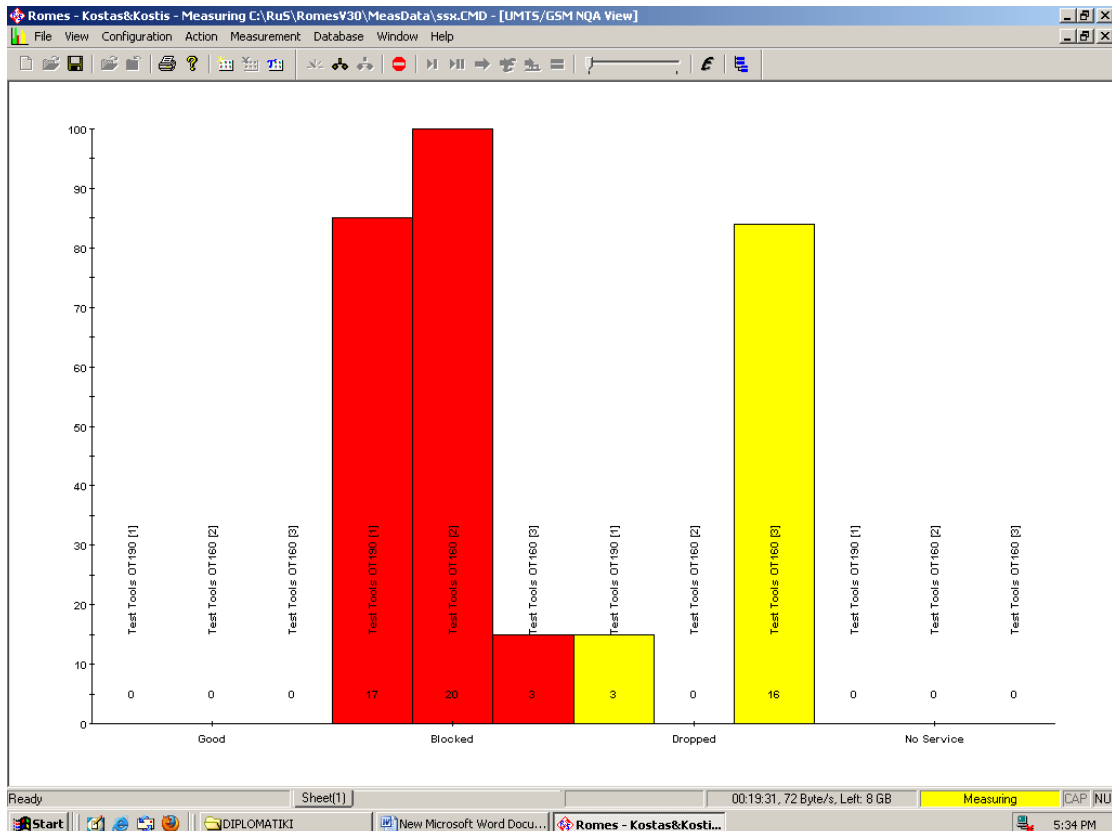 Romes - Kostas&Kostis - Measuring C:\RuS\RomesV30\MeasData\ssx.CMD - [UMTS/GSM NQA View]
File View Configuration Action Measurement Database Window Help
100
90
80
70
60
50
40
30
20
10
0
Test Tools OT190 [1]
Test Tools OT160 [2]
Test Tools OT160 [3]
Test Tools OT190 [1]
Test Tools OT160 [2]
Test Tools OT160 [3]
Test Tools OT190 [1]
Test Tools OT160 [2]
Test Tools OT160 [3]
Test Tools OT190 [1]
Test Tools OT160 [2]
Test Tools OT160 [3]
0 0 0 17 20 3 3 0 16 0 0 0
Good Blocked Dropped No Service
Ready Sheet(1) 00:19:31, 72 Byte/s, Left: 8 GB Measuring CAP NU
Start DIPLOMATIKI New Microsoft Word Docu... Romes - Kostas&Kosti... 5:34 PM